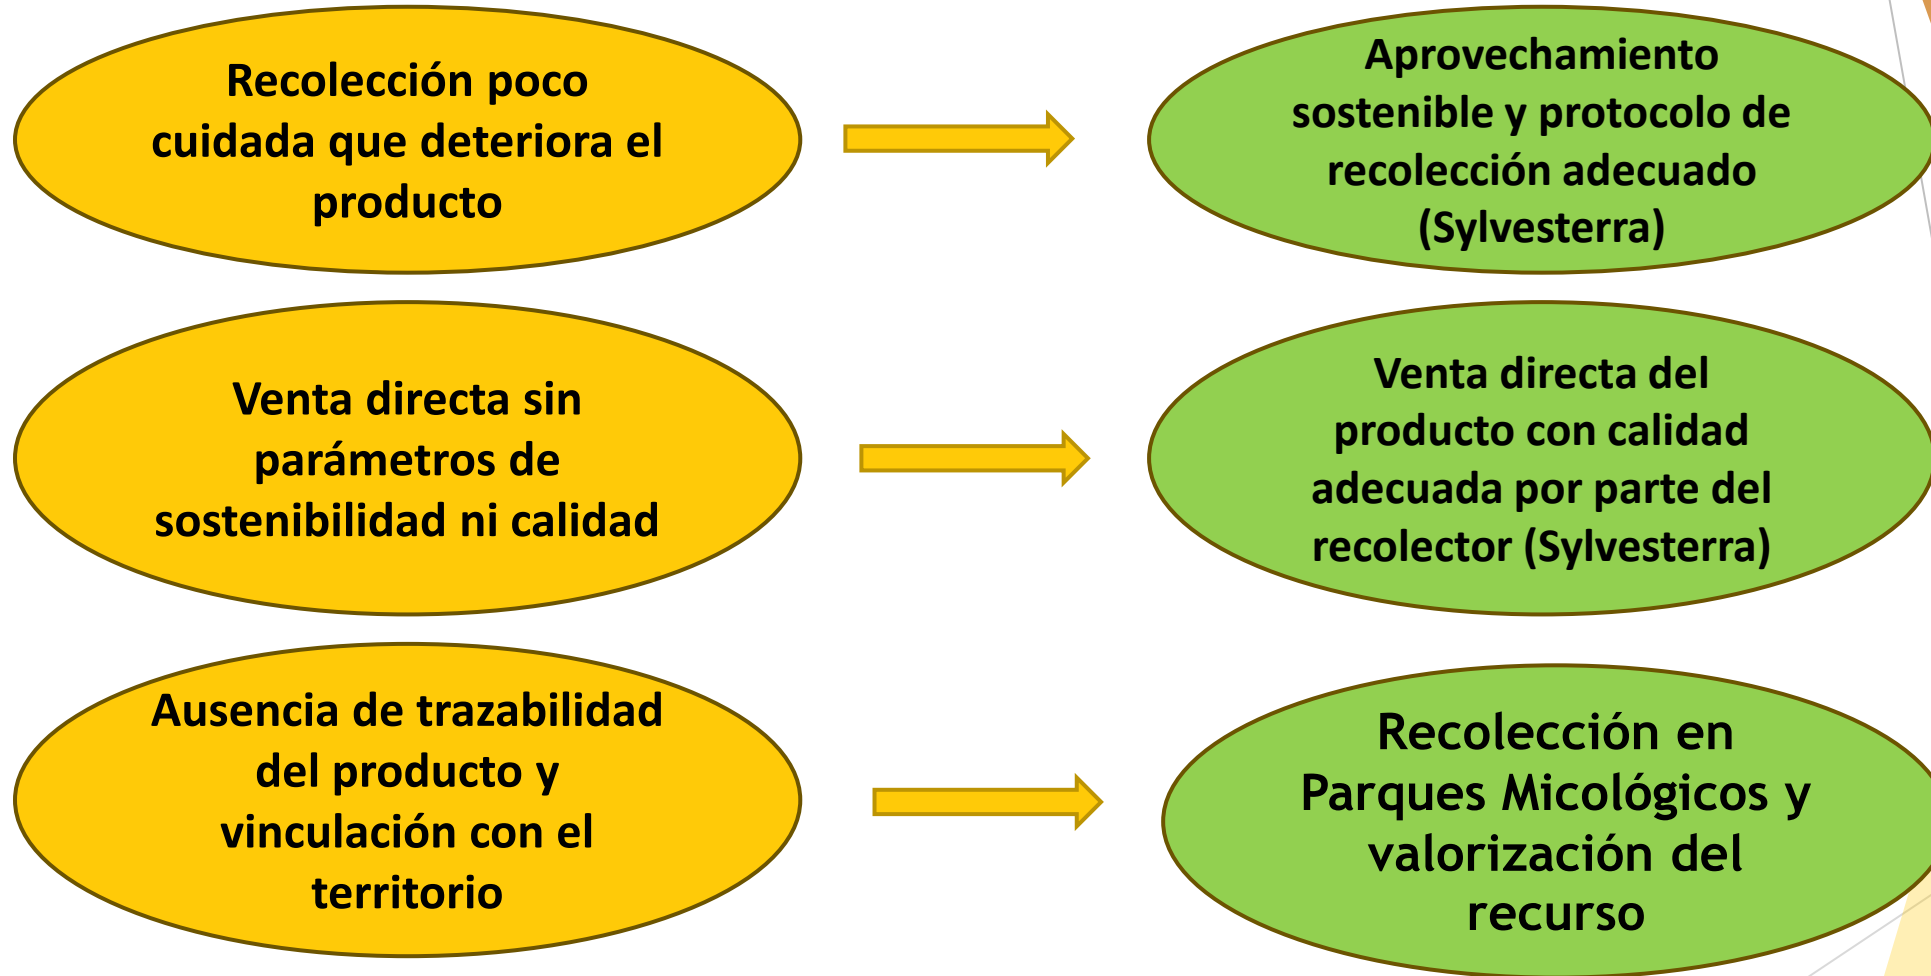 Recolección poco
cuidada que deteriora el
producto
Aprovechamiento
sostenible y protocolo de
recolección adecuado
(Sylvesterra)
Venta directa sin
parámetros de
sostenibilidad ni calidad
Venta directa del
producto con calidad
adecuada por parte del
recolector (Sylvesterra)
Ausencia de trazabilidad
del producto y
vinculación con el
territorio
Recolección en
Parques Micológicos y
valorización del
recurso